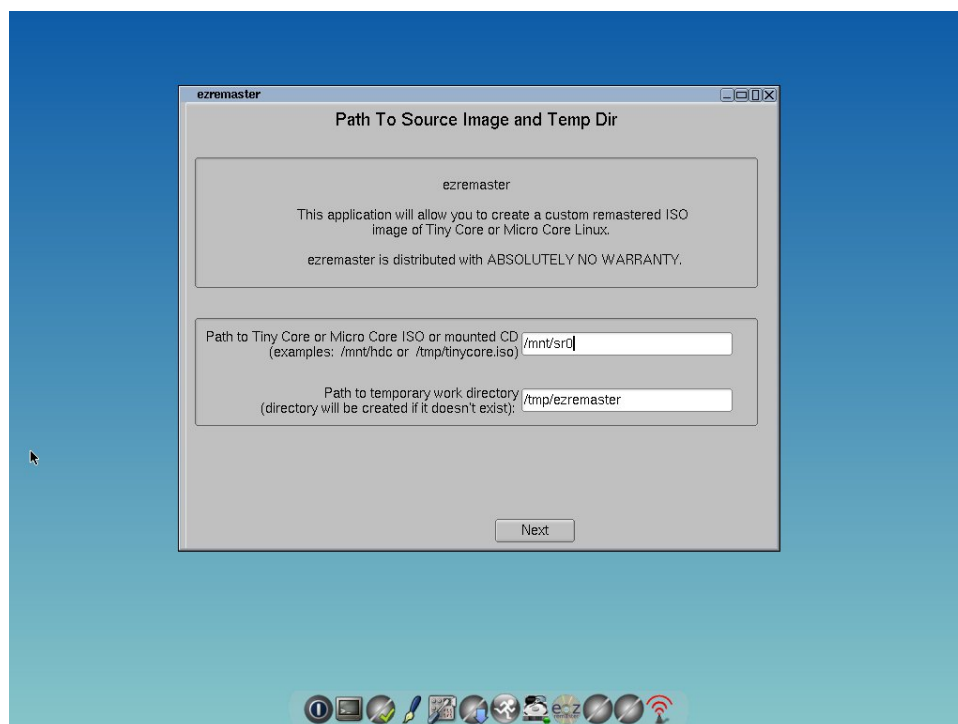 ezremaster
Path To Source Image and Temp Dir
ezremaster
This application will allow you to create a custom remastered ISO
image of Tiny Core or Micro Core Linux.
ezremaster is distributed with ABSOLUTELY NO WARRANTY.
Path to Tiny Core or Micro Core ISO or mounted CD
(examples: /mnt/hdc or /tmp/tinycore.iso)
/mnt/sr0
Path to temporary work directory
(directory will be created if it doesn't exist):
/tmp/ezremaster
Next